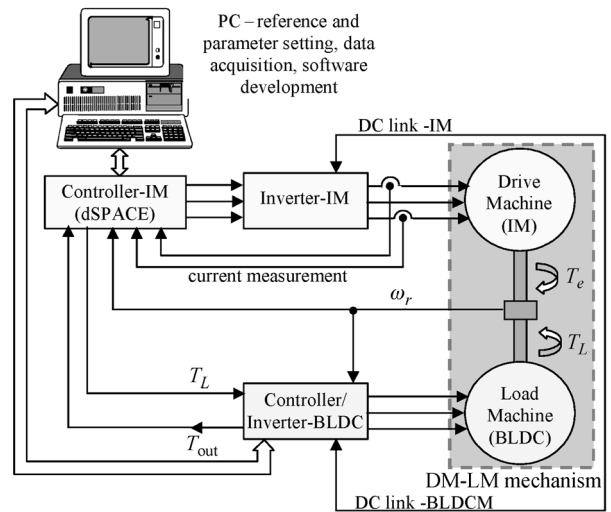 PC – reference and
parameter setting, data
acquisition, software
development
DC link -IM
Controller-IM
(dSPACE)
Inverter-IM
Drive
Machine
(IM)
current measurement
ωr
Te
TL
TL
Controller/
Inverter-BLDC
Tout
Load
Machine
(BLDC)
DM-LM mechanism
DC link -BLDCM